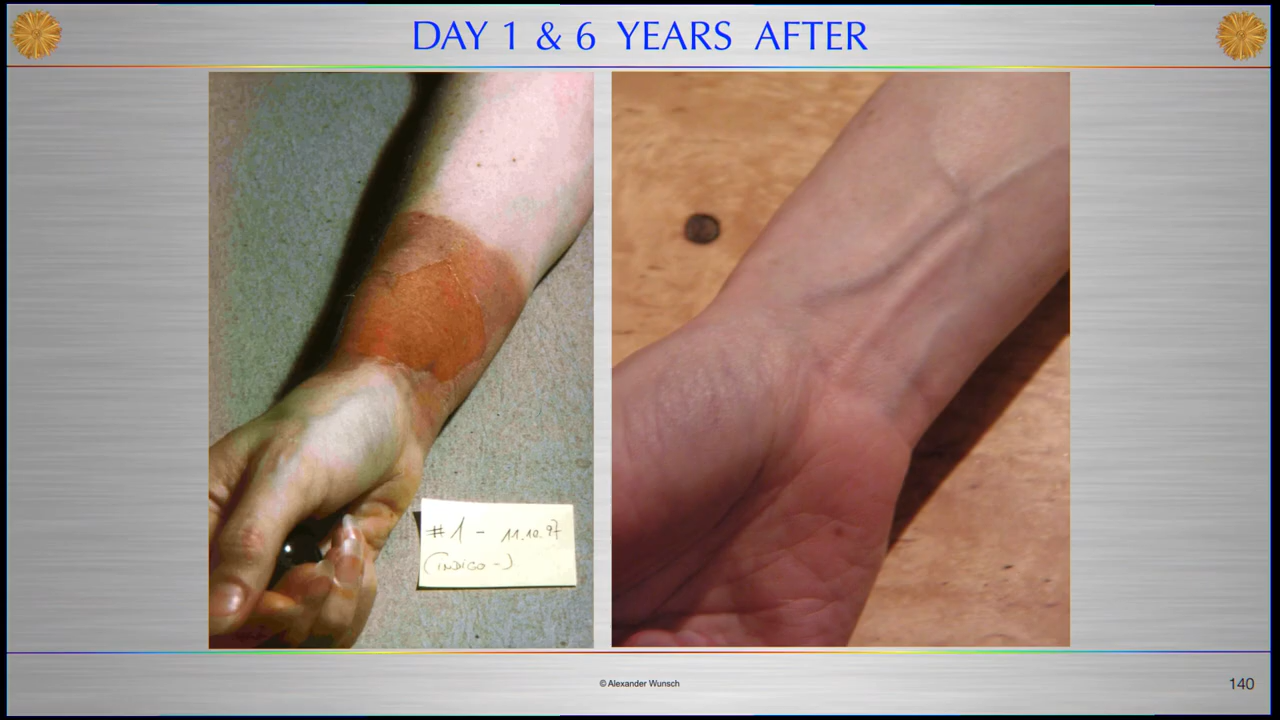 DAY 1 & 6 YEARS AFTER
#1 - 11.10.97
(INDIGO -)
© Alexander Wunsch
140